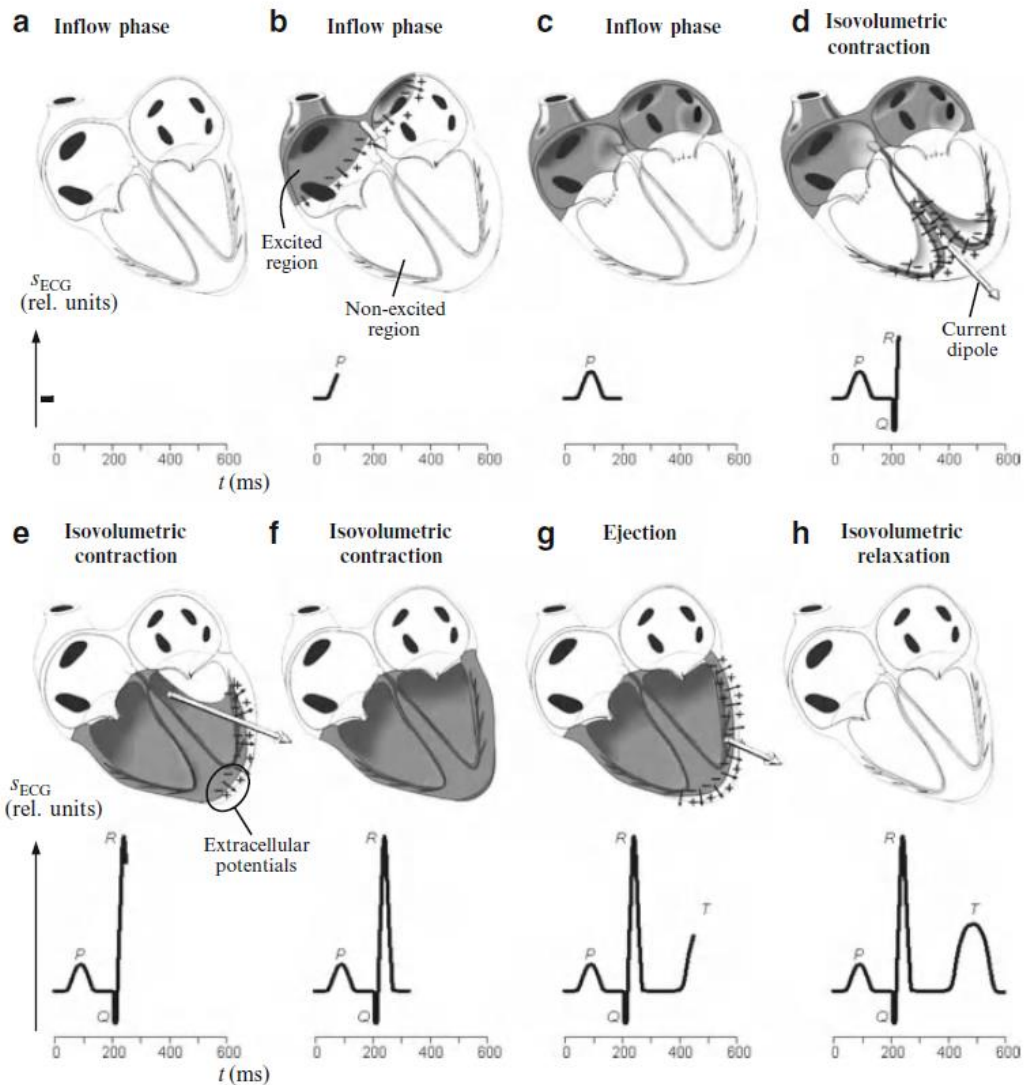 a Inflow phase
b Inflow phase
c Inflow phase
d Isovolumetric
contraction
Excited
region
Non-excited
region
Current
dipole
s_ECG
(rel. units)
P
P
P
R
Q
0 200 400 600
0 200 400 600
0 200 400 600
0 200 400 600
t (ms)
e Isovolumetric
contraction
f Isovolumetric
contraction
g Ejection
h Isovolumetric
relaxation
Extracellular
potentials
s_ECG
(rel. units)
R
P
Q
R
P
Q
R
P
Q
T
R
P
Q
T
0 200 400 600
0 200 400 600
0 200 400 600
0 200 400 600
t (ms)